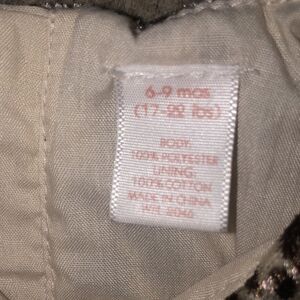 6-9 mos
(17-22 lbs)
BODY:
100% POLYESTER
LINING:
100% COTTON
MADE IN CHINA